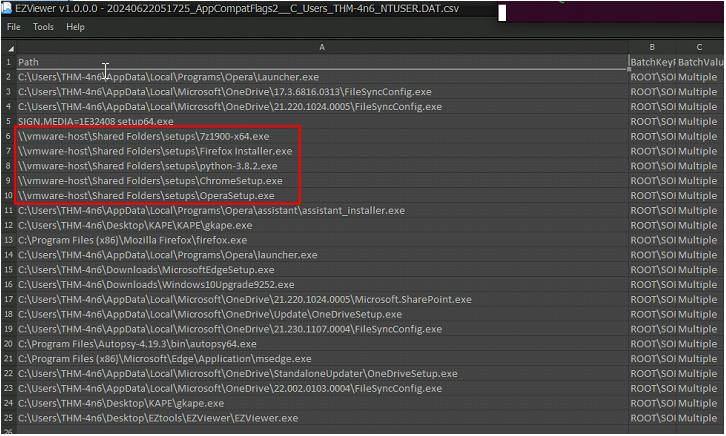 EZViewer v1.0.0.0 - 20240622051725_AppCompatFlags2__C_Users_THM-4n6_NTUSER.DAT.csv
File Tools Help
A B C
1 Path BatchKeyP BatchValu
2 C:\Users\THM-4n6\AppData\Local\Programs\Opera\Launcher.exe ROOT\SOI Multiple
3 C:\Users\THM-4n6\AppData\Local\Microsoft\OneDrive\17.3.6816.0313\FileSyncConfig.exe ROOT\SOI Multiple
4 C:\Users\THM-4n6\AppData\Local\Microsoft\OneDrive\21.220.1024.0005\FileSyncConfig.exe ROOT\SOI Multiple
5 SIGN.MEDIA=1E32408 setup64.exe ROOT\SOI Multiple
6 \\vmware-host\Shared Folders\setups\7z1900-x64.exe ROOT\SOI Multiple
7 \\vmware-host\Shared Folders\setups\Firefox Installer.exe ROOT\SOI Multiple
8 \\vmware-host\Shared Folders\setups\python-3.8.2.exe ROOT\SOI Multiple
9 \\vmware-host\Shared Folders\setups\ChromeSetup.exe ROOT\SOI Multiple
10 \\vmware-host\Shared Folders\setups\OperaSetup.exe ROOT\SOI Multiple
11 C:\Users\THM-4n6\AppData\Local\Programs\Opera\assistant\assistant_installer.exe ROOT\SOI Multiple
12 C:\Users\THM-4n6\Desktop\KAPE\KAPE\gkape.exe ROOT\SOI Multiple
13 C:\Program Files (x86)\Mozilla Firefox\firefox.exe ROOT\SOI Multiple
14 C:\Users\THM-4n6\AppData\Local\Programs\Opera\launcher.exe ROOT\SOI Multiple
15 C:\Users\THM-4n6\Downloads\MicrosoftEdgeSetup.exe ROOT\SOI Multiple
16 C:\Users\THM-4n6\Downloads\Windows10Upgrade9252.exe ROOT\SOI Multiple
17 C:\Users\THM-4n6\AppData\Local\Microsoft\OneDrive\21.220.1024.0005\Microsoft.SharePoint.exe ROOT\SOI Multiple
18 C:\Users\THM-4n6\AppData\Local\Microsoft\OneDrive\Update\OneDriveSetup.exe ROOT\SOI Multiple
19 C:\Users\THM-4n6\AppData\Local\Microsoft\OneDrive\21.230.1107.0004\FileSyncConfig.exe ROOT\SOI Multiple
20 C:\Program Files\Autopsy-4.19.3\bin\autopsy64.exe ROOT\SOI Multiple
21 C:\Program Files (x86)\Microsoft\Edge\Application\msedge.exe ROOT\SOI Multiple
22 C:\Users\THM-4n6\AppData\Local\Microsoft\OneDrive\StandaloneUpdater\OneDriveSetup.exe ROOT\SOI Multiple
23 C:\Users\THM-4n6\AppData\Local\Microsoft\OneDrive\22.002.0103.0004\FileSyncConfig.exe ROOT\SOI Multiple
24 C:\Users\THM-4n6\Desktop\KAPE\gkape.exe ROOT\SOI Multiple
25 C:\Users\THM-4n6\Desktop\EZtools\EZViewer\EZViewer.exe ROOT\SOI Multiple
26